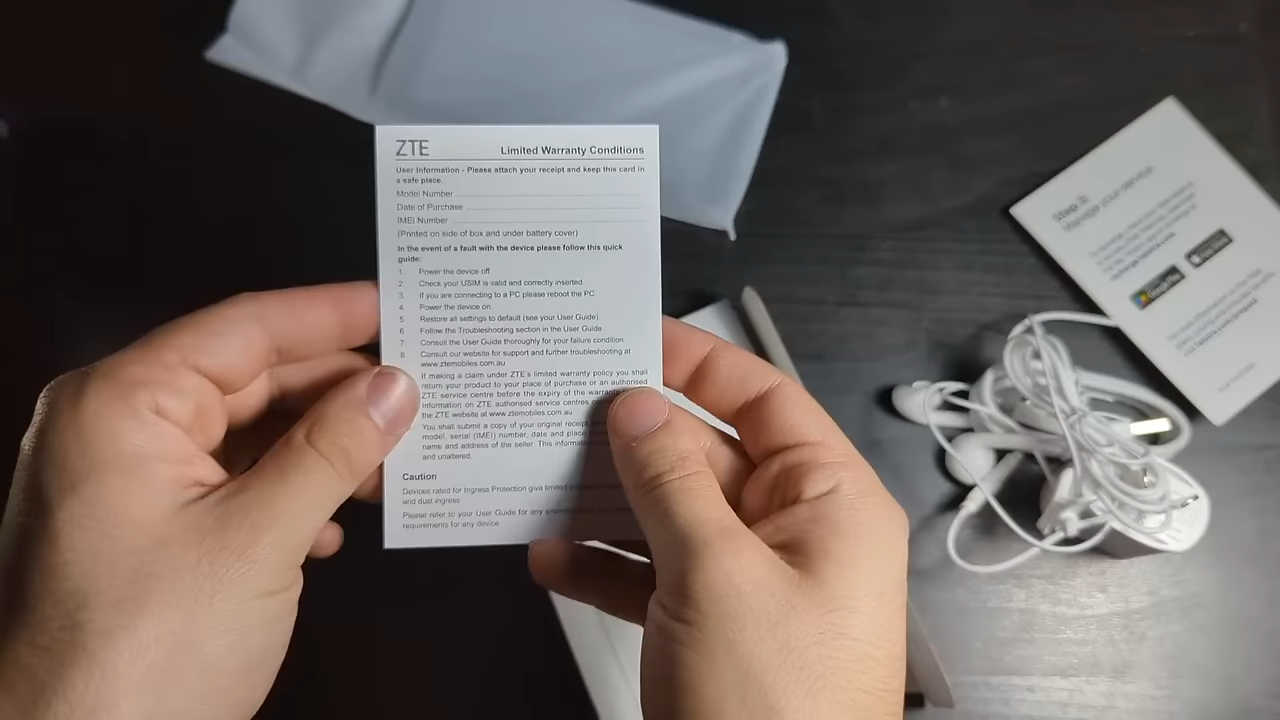 ZTE
Limited Warranty Conditions
User Information - Please attach your receipt and keep this card in
a safe place.
Model Number
Date of Purchase
IMEI Number
(Printed on side of box and under battery cover)
In the event of a fault with the device please follow this quick
guide:
1. Power the device off
2. Check your USIM is valid and correctly inserted
3. If you are connecting to a PC please reboot the PC
4. Power the device on
5. Restore all settings to default (see your User Guide)
6. Follow the Troubleshooting section in the User Guide
7. Consult the User Guide thoroughly for your failure condition
8. Consult our website for support and further troubleshooting at
www.ztemobiles.com.au
If making a claim under ZTE's limited warranty policy you shall
return your product to your place of purchase or an authorised
ZTE service centre before the expiry of the warranty
information on ZTE authorised service centres
the ZTE website at www.ztemobiles.com.au
You shall submit a copy of your original receipt
model, serial (IMEI) number, date and place
name and address of the seller. This
and unaltered.
Caution
Devices rated for Ingress Protection give limited
and dust ingress
Please refer to your User Guide for any
requirements for any device
Step 3:
Manage your service
Google Play